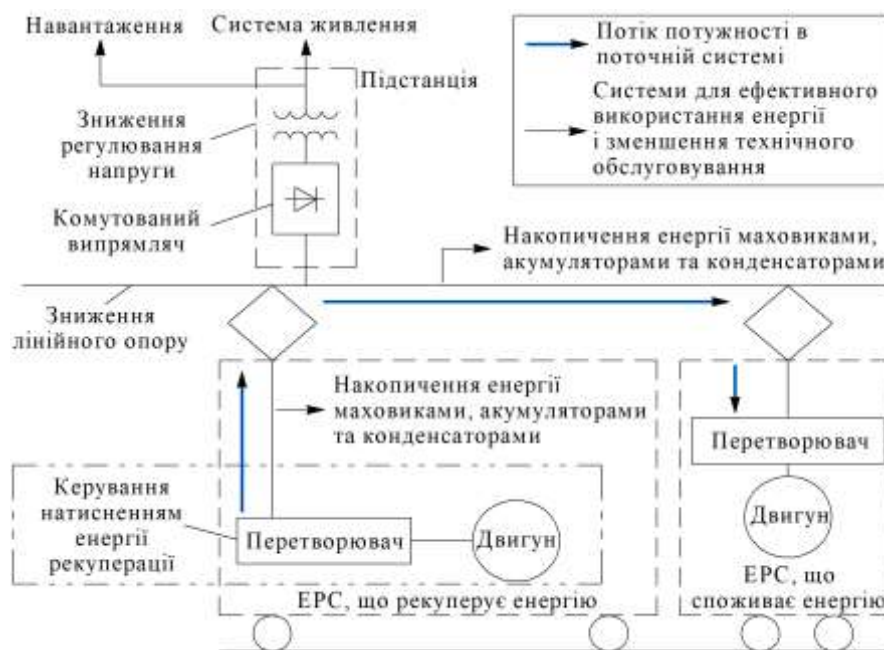 Навантаження
Система живлення
Підстанція
Зниження
регулювання
напруги
Комутований
випрямляч
Потік потужності в
поточній системі
Системи для ефективного
використання енергії
і зменшення технічного
обслуговування
Накопичення енергії маховиками,
акумуляторами та конденсаторами
Зниження
лінійного опору
Накопичення енергії
маховиками, акумуляторами
та конденсаторами
Перетворювач
Двигун
ЕРС, що
споживає енергію
Керування
натисненням
енергії
рекуперації
Перетворювач
Двигун
ЕРС, що рекуперує енергію